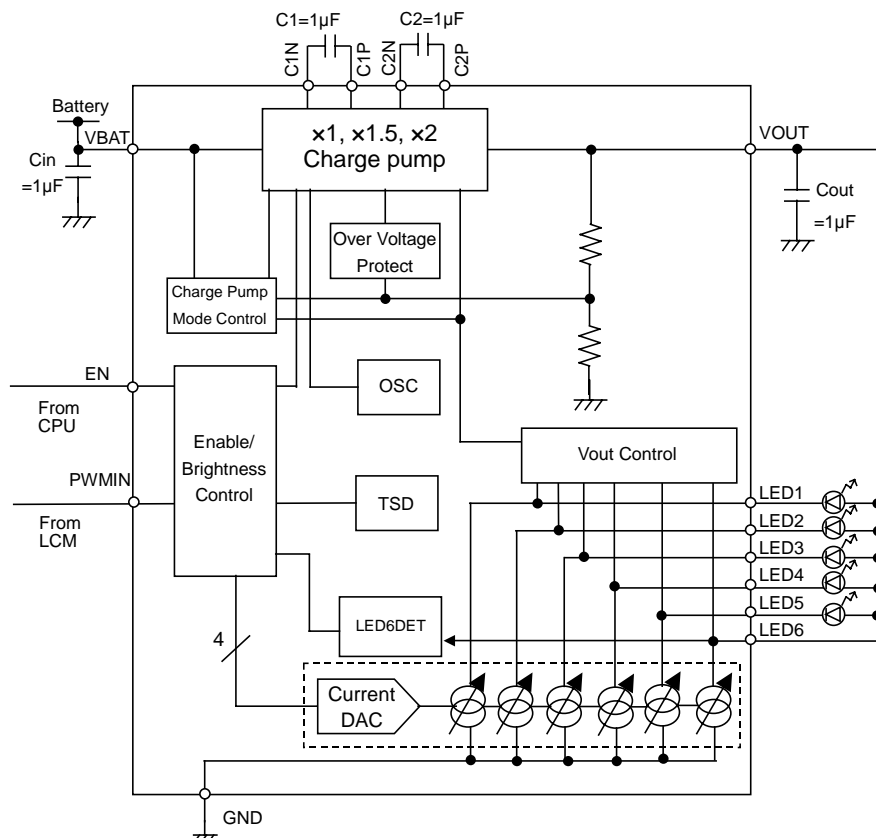 C1=1µF
C2=1µF
C1N
C1P
C2N
C2P
Battery
VBAT
Cin
=1µF
×1, ×1.5, ×2
Charge pump
VOUT
Cout
=1µF
Over Voltage
Protect
Charge Pump
Mode Control
EN
From
CPU
OSC
Enable/
Brightness
Control
Vout Control
PWMIN
From
LCM
TSD
LED1
LED2
LED3
LED4
LED5
LED6
LED6DET
4
Current
DAC
GND